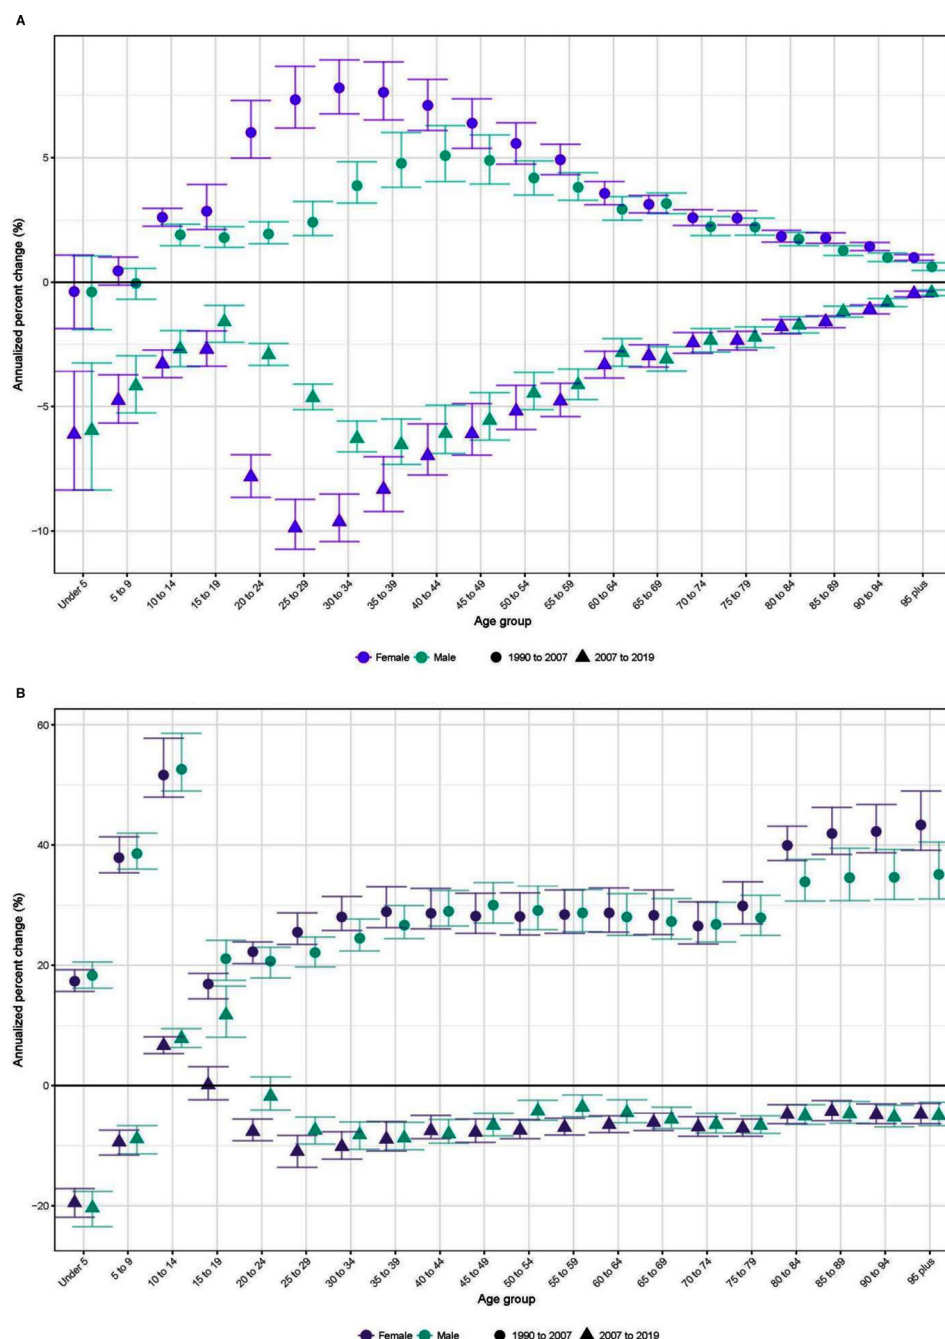 A
Annualized percent change (%)
5
0
−5
−10
Under 5
5 to 9
10 to 14
15 to 19
20 to 24
25 to 29
30 to 34
35 to 39
40 to 44
45 to 49
50 to 54
55 to 59
60 to 64
65 to 69
70 to 74
75 to 79
80 to 84
85 to 89
90 to 94
95 plus
Age group
Female Male 1990 to 2007 2007 to 2019
B
Annualized percent change (%)
60
40
20
0
−20
Under 5
5 to 9
10 to 14
15 to 19
20 to 24
25 to 29
30 to 34
35 to 39
40 to 44
45 to 49
50 to 54
55 to 59
60 to 64
65 to 69
70 to 74
75 to 79
80 to 84
85 to 89
90 to 94
95 plus
Age group
Female Male 1990 to 2007 2007 to 2019